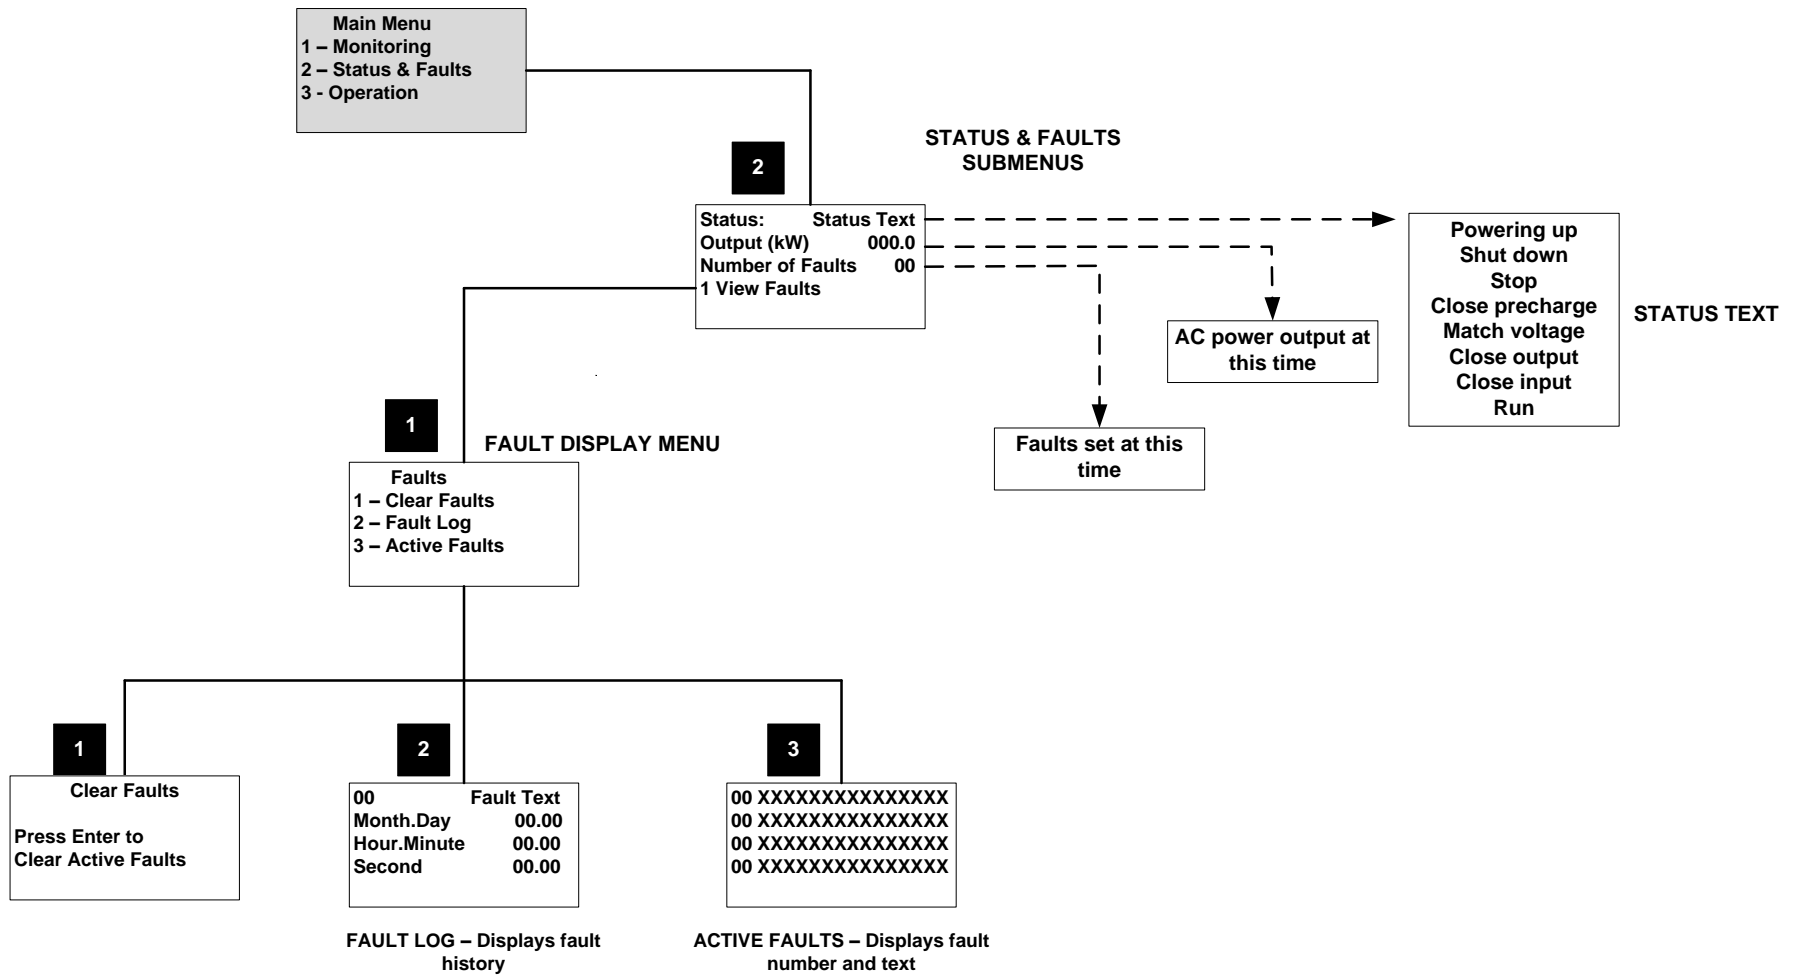 Main Menu
1 – Monitoring
2 – Status & Faults
3 - Operation
STATUS & FAULTS
SUBMENUS
2
Status: Status Text
Output (kW) 000.0
Number of Faults 00
1 View Faults
Powering up
Shut down
Stop
Close precharge
Match voltage
Close output
Close input
Run
STATUS TEXT
AC power output at
this time
Faults set at this
time
1
FAULT DISPLAY MENU
Faults
1 – Clear Faults
2 – Fault Log
3 – Active Faults
1
Clear Faults
Press Enter to
Clear Active Faults
2
00 Fault Text
Month.Day 00.00
Hour.Minute 00.00
Second 00.00
FAULT LOG – Displays fault
history
3
00 XXXXXXXXXXXXXXX
00 XXXXXXXXXXXXXXX
00 XXXXXXXXXXXXXXX
00 XXXXXXXXXXXXXXX
ACTIVE FAULTS – Displays fault
number and text